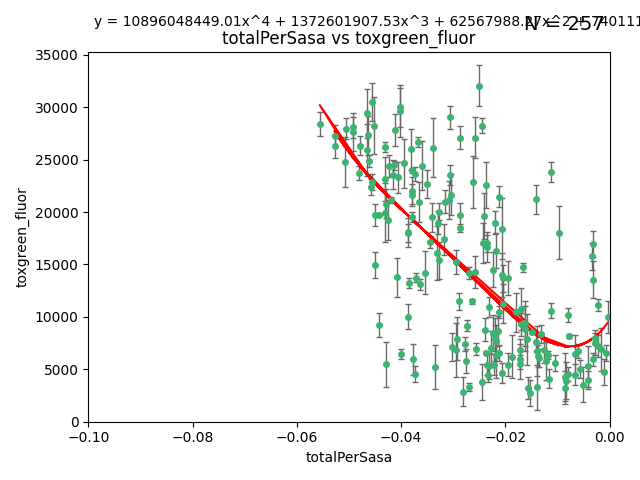 y = 10896048449.01x^4 + 1372601907.53x^3 +
N = 257
totalPerSasa vs toxgreen_fluor
35000
30000
25000
20000
15000
10000
5000
0
toxgreen_fluor
−0.10 −0.08 −0.06 −0.04 −0.02 0.00
totalPerSasa